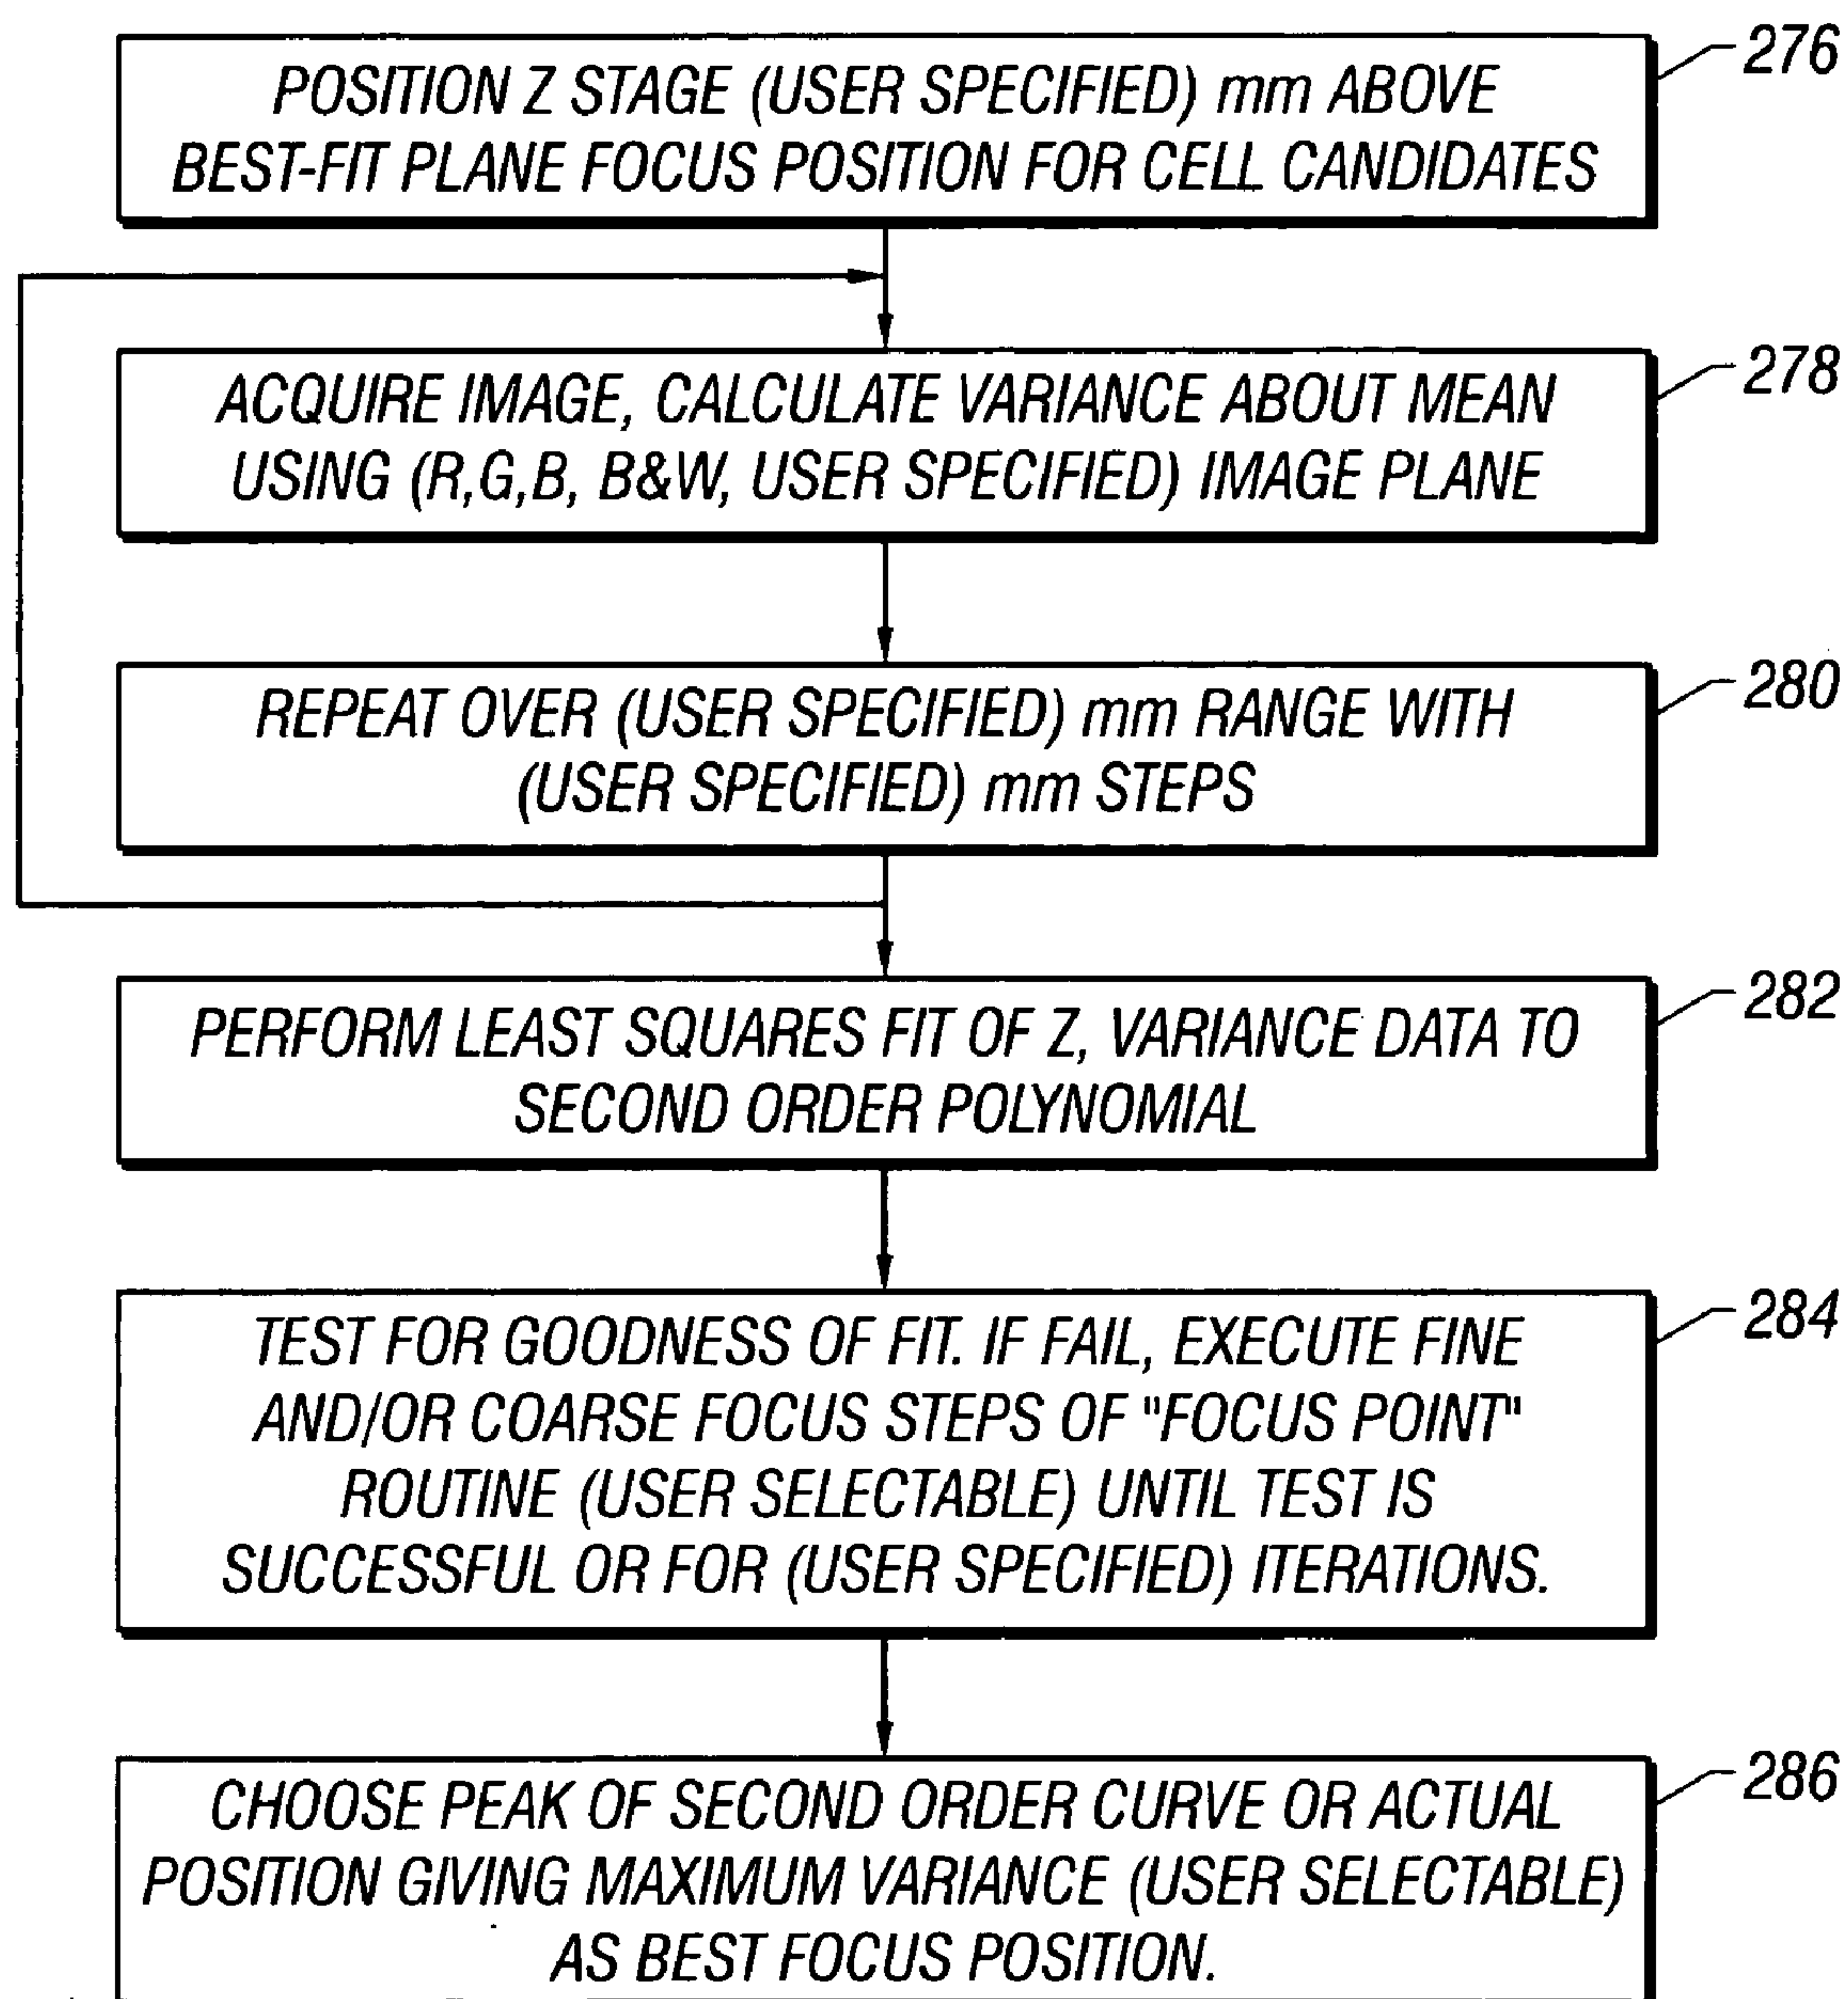 276
POSITION Z STAGE (USER SPECIFIED) mm ABOVE
BEST-FIT PLANE FOCUS POSITION FOR CELL CANDIDATES
278
ACQUIRE IMAGE, CALCULATE VARIANCE ABOUT MEAN
USING (R,G,B, B&W, USER SPECIFIED) IMAGE PLANE
280
REPEAT OVER (USER SPECIFIED) mm RANGE WITH
(USER SPECIFIED) mm STEPS
282
PERFORM LEAST SQUARES FIT OF Z, VARIANCE DATA TO
SECOND ORDER POLYNOMIAL
284
TEST FOR GOODNESS OF FIT. IF FAIL, EXECUTE FINE
AND/OR COARSE FOCUS STEPS OF "FOCUS POINT"
ROUTINE (USER SELECTABLE) UNTIL TEST IS
SUCCESSFUL OR FOR (USER SPECIFIED) ITERATIONS.
286
CHOOSE PEAK OF SECOND ORDER CURVE OR ACTUAL
POSITION GIVING MAXIMUM VARIANCE (USER SELECTABLE)
AS BEST FOCUS POSITION.